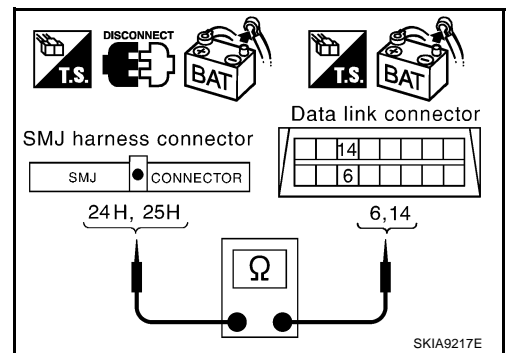 DISCONNECT
T.S.
BAT
T.S.
BAT
Data link connector
14
6
SMJ harness connector
SMJ CONNECTOR
24H, 25H
6,14
Ω
SKIA9217E